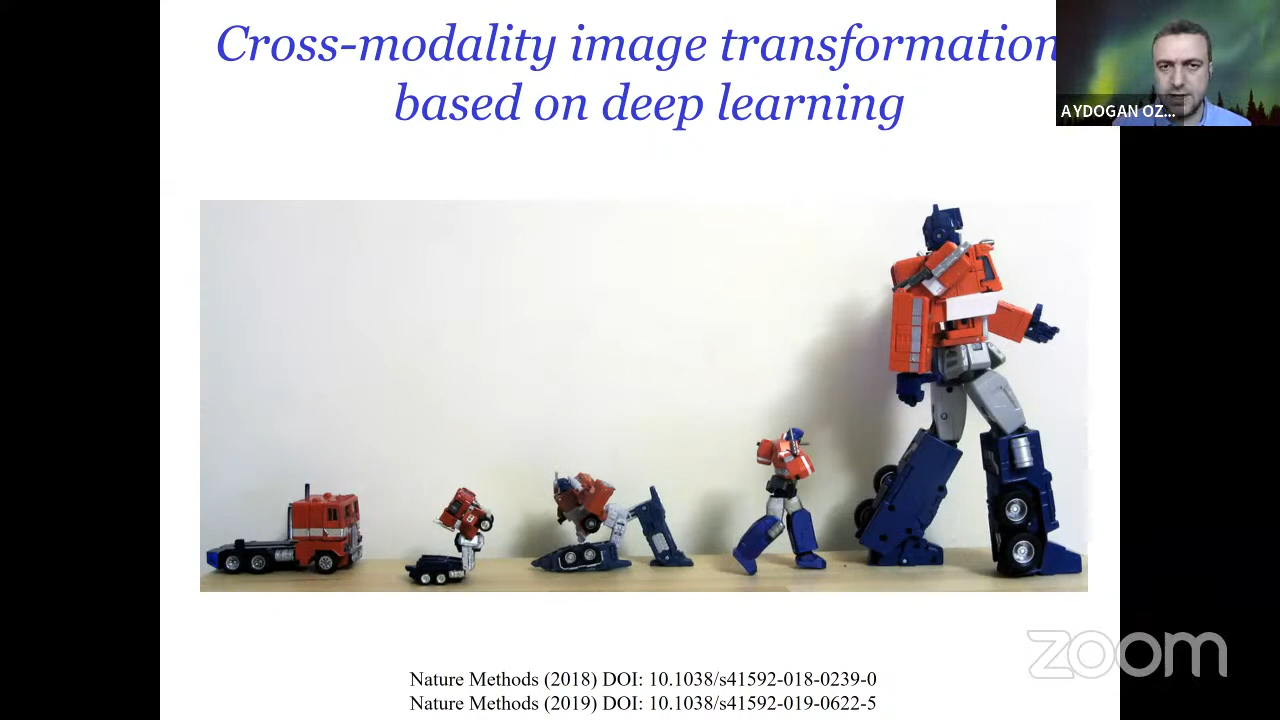 Cross-modality image transformation
based on deep learning
AYDOGAN OZ...
Nature Methods (2018) DOI: 10.1038/s41592-018-0239-0
Nature Methods (2019) DOI: 10.1038/s41592-019-0622-5
zoom